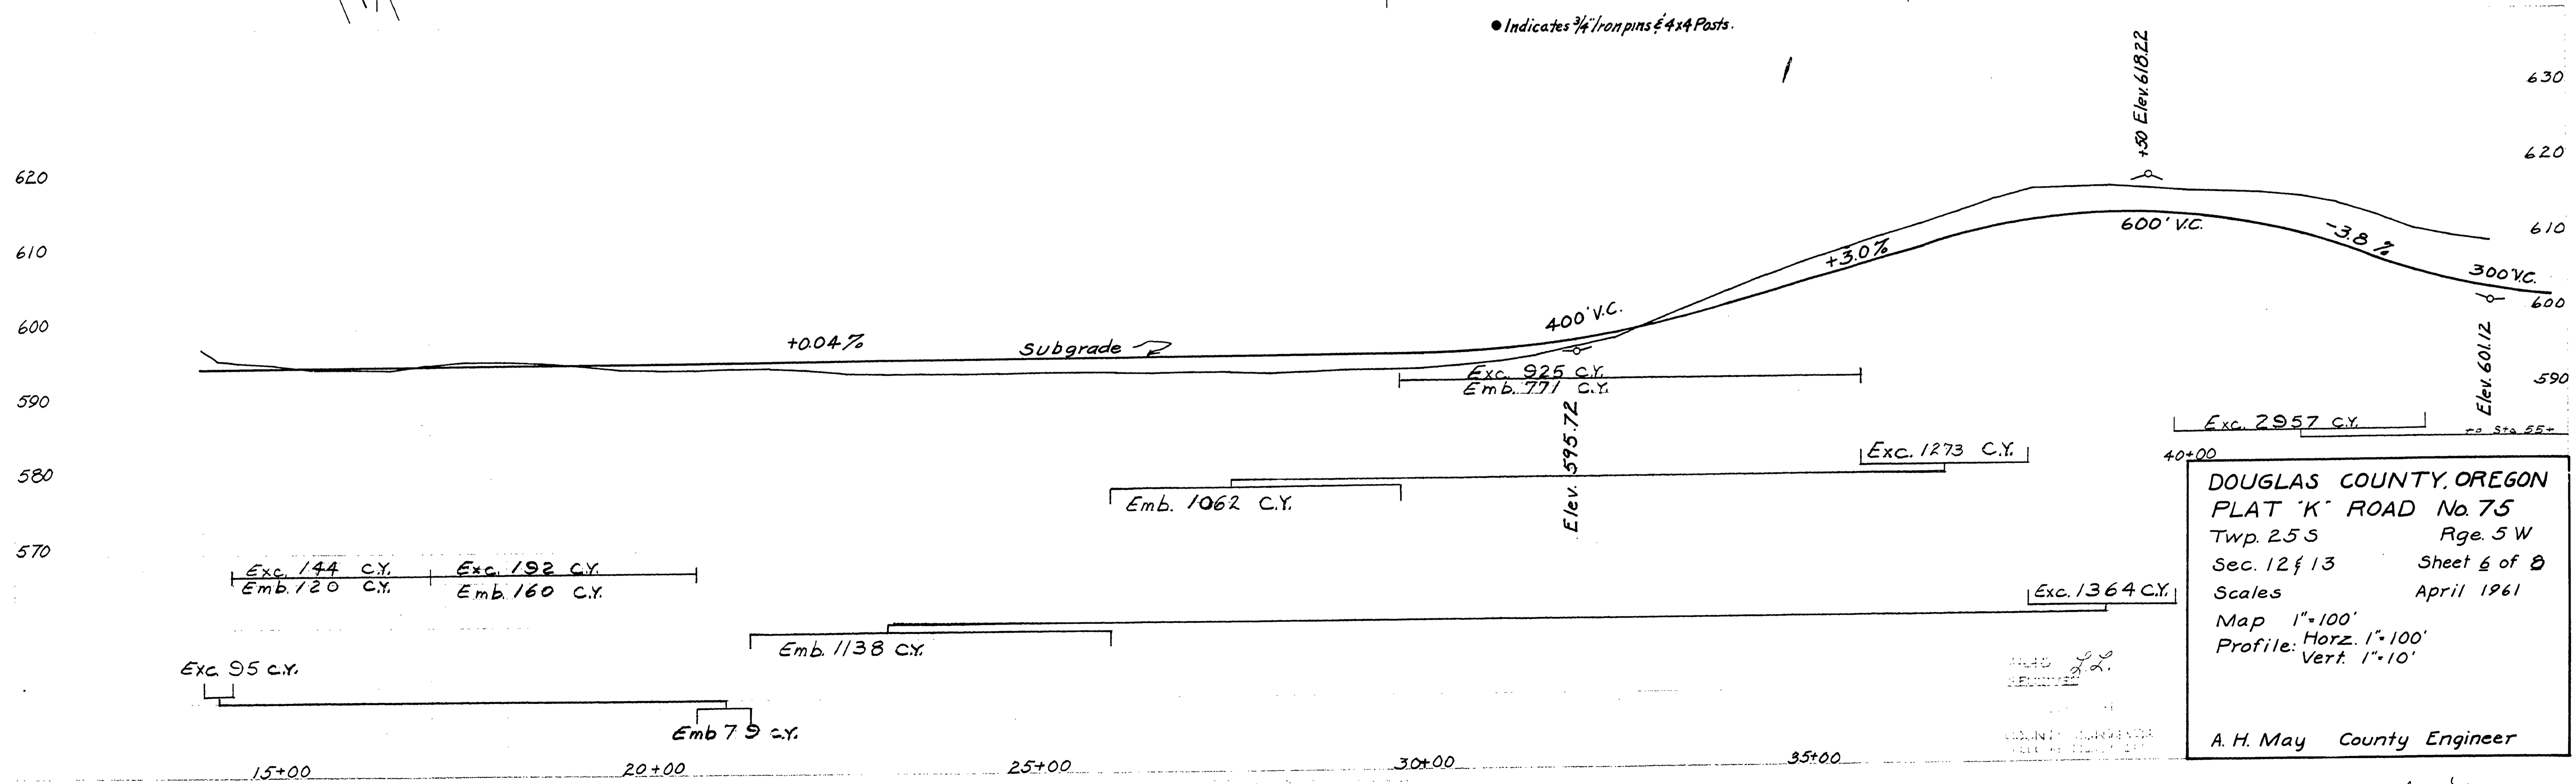 ● Indicates 3/4" Iron pins & 4x4 Posts.
+50 Elev. 618.22
630
620
610
600
590
620
610
600
590
580
570
+0.04%
Subgrade
400' V.C.
+3.0%
600' V.C.
-3.8%
300' V.C.
Elev. 595.72
Elev. 601.12
Exc. 925 C.Y.
Emb. 771 C.Y.
Exc. 2957 C.Y.
to Sta 55+
Exc. 1273 C.Y.
Emb. 1062 C.Y.
Exc. 144 C.Y.
Emb. 120 C.Y.
Exc. 192 C.Y.
Emb. 160 C.Y.
Exc. 1364 C.Y.
Emb. 1138 C.Y.
Exc. 95 C.Y.
Emb 79 C.Y.
15+00
20+00
25+00
30+00
35+00
40+00
DOUGLAS COUNTY, OREGON
PLAT "K" ROAD No. 75
Twp. 25 S Rge. 5 W
Sec. 12 & 13 Sheet 6 of 8
Scales April 1961
Map 1"=100'
Profile: Horz. 1"=100'
Vert. 1"=10'
A. H. May County Engineer
L.L.